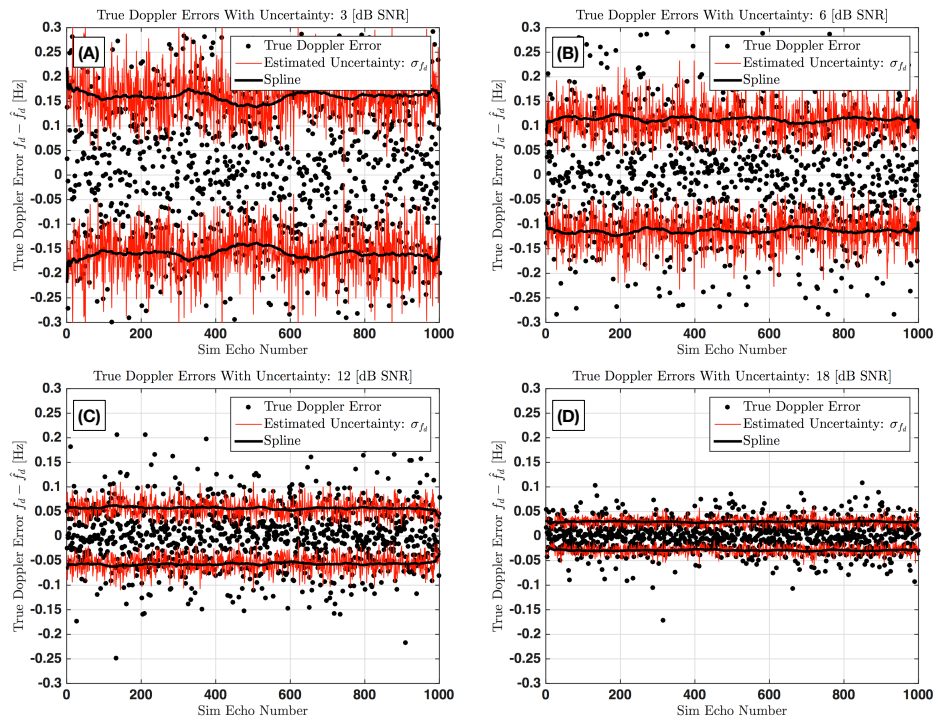 True Doppler Errors With Uncertainty: 3 [dB SNR]
(A)
True Doppler Error
Estimated Uncertainty: σ_{f_d}
Spline
True Doppler Error f_d − f̂_d [Hz]
0.3
0.25
0.2
0.15
0.1
0.05
0
-0.05
-0.1
-0.15
-0.2
-0.25
-0.3
0 200 400 600 800 1000
Sim Echo Number
True Doppler Errors With Uncertainty: 6 [dB SNR]
(B)
True Doppler Error
Estimated Uncertainty: σ_{f_d}
Spline
True Doppler Error f_d − f̂_d [Hz]
0.3
0.25
0.2
0.15
0.1
0.05
0
-0.05
-0.1
-0.15
-0.2
-0.25
-0.3
0 200 400 600 800 1000
Sim Echo Number
True Doppler Errors With Uncertainty: 12 [dB SNR]
(C)
True Doppler Error
Estimated Uncertainty: σ_{f_d}
Spline
True Doppler Error f_d − f̂_d [Hz]
0.3
0.25
0.2
0.15
0.1
0.05
0
-0.05
-0.1
-0.15
-0.2
-0.25
-0.3
0 200 400 600 800 1000
Sim Echo Number
True Doppler Errors With Uncertainty: 18 [dB SNR]
(D)
True Doppler Error
Estimated Uncertainty: σ_{f_d}
Spline
True Doppler Error f_d − f̂_d [Hz]
0.3
0.25
0.2
0.15
0.1
0.05
0
-0.05
-0.1
-0.15
-0.2
-0.25
-0.3
0 200 400 600 800 1000
Sim Echo Number